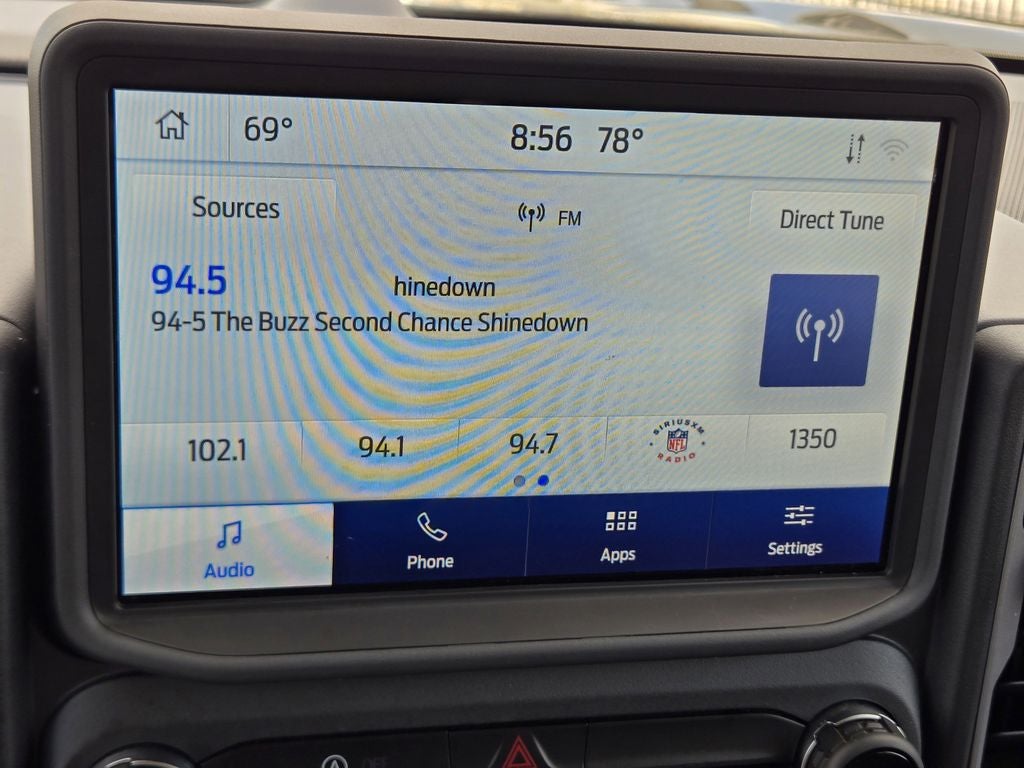 69° 8:56 78°
Sources FM Direct Tune
94.5 hinedown
94-5 The Buzz Second Chance Shinedown
102.1 94.1 94.7 SIRIUSXM NFL RADIO 1350
Audio Phone Apps Settings
OFF